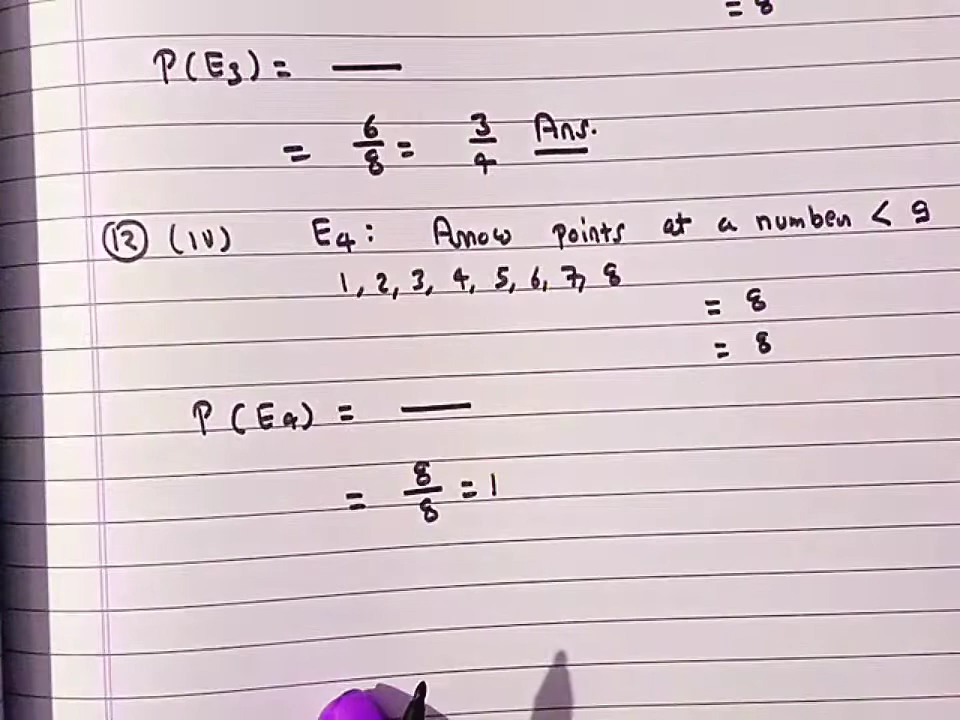 = 8
P(E3) = —
= 6/8 = 3/4 Ans.
(12) (iv) E4: Arrow points at a number < 9
1, 2, 3, 4, 5, 6, 7, 8
= 8
= 8
P(E4) = —
= 8/8 = 1